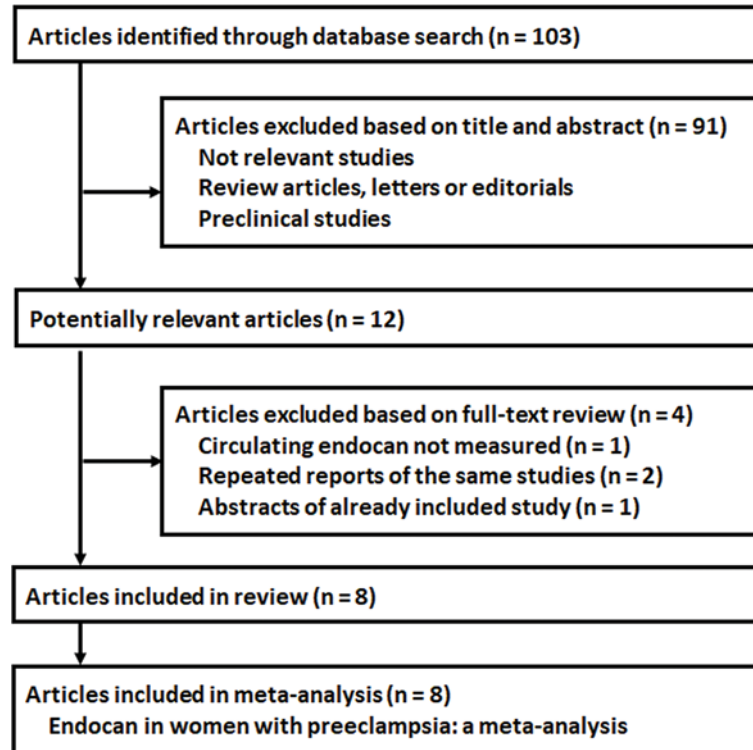 Articles identified through database search (n = 103)
Articles excluded based on title and abstract (n = 91)
Not relevant studies
Review articles, letters or editorials
Preclinical studies
Potentially relevant articles (n = 12)
Articles excluded based on full-text review (n = 4)
Circulating endocan not measured (n = 1)
Repeated reports of the same studies (n = 2)
Abstracts of already included study (n = 1)
Articles included in review (n = 8)
Articles included in meta-analysis (n = 8)
Endocan in women with preeclampsia: a meta-analysis